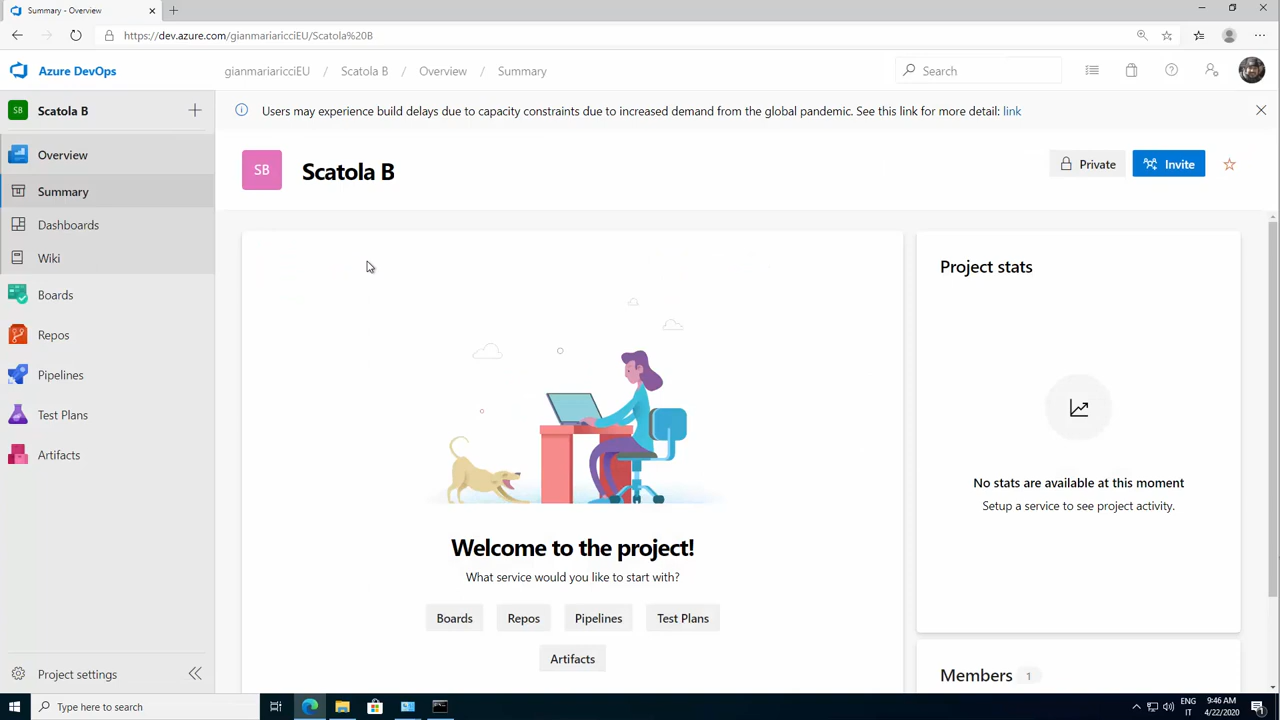 Summary - Overview
https://dev.azure.com/gianmariaricciEU/Scatola%20B
Azure DevOps
gianmariaricciEU / Scatola B / Overview / Summary
Search
SB Scatola B
Users may experience build delays due to capacity constraints due to increased demand from the global pandemic. See this link for more detail: link
Overview
Summary
Dashboards
Wiki
Boards
Repos
Pipelines
Test Plans
Artifacts
Project settings
SB
Scatola B
Private
Invite
Welcome to the project!
What service would you like to start with?
Boards
Repos
Pipelines
Test Plans
Artifacts
Project stats
No stats are available at this moment
Setup a service to see project activity.
Members 1
Type here to search
ENG
IT
9:46 AM
4/22/2020
1